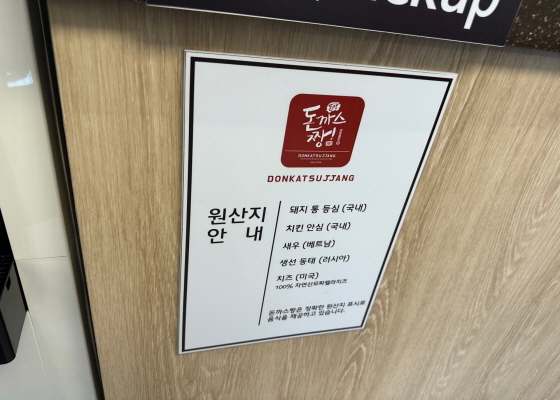 돈까스
짱!
DONKATSUJJANG
DONKATSUJJANG
원산지
안 내
돼지 통 등심 (국내)
치킨 안심 (국내)
새우 (베트남)
생선 동태 (러시아)
치즈 (미국)
100% 자연산모짜렐라치즈
돈까스짱은 정확한 원산지 표시로
음식을 제공하고 있습니다.